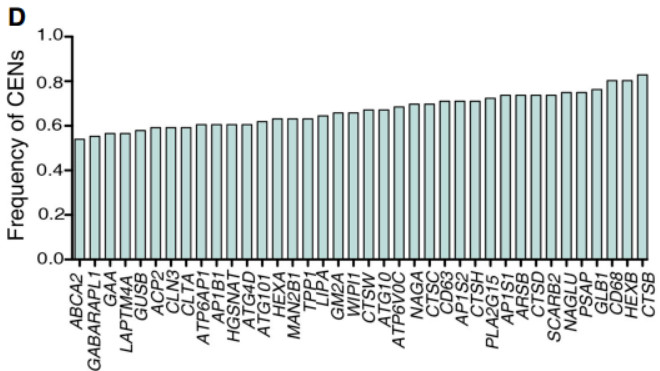 D
Frequency of CENs
1.0
0.8
0.6
0.4
0.2
0.0
ABCA2
GABARAPL1
GAA
LAPTM4A
GUSB
ACP2
CLN3
CLTA
ATP6AP1
AP1B1
HGSNAT
ATG4D
ATG101
HEXA
MAN2B1
TPP1
LIPA
GM2A
WIPI1
CTSW
ATG10
ATP6V0C
NAGA
CTSC
CD63
AP1S2
CTSH
PLA2G15
AP1S1
ARSB
CTSD
SCARB2
NAGLU
PSAP
GLB1
CD68
HEXB
CTSB